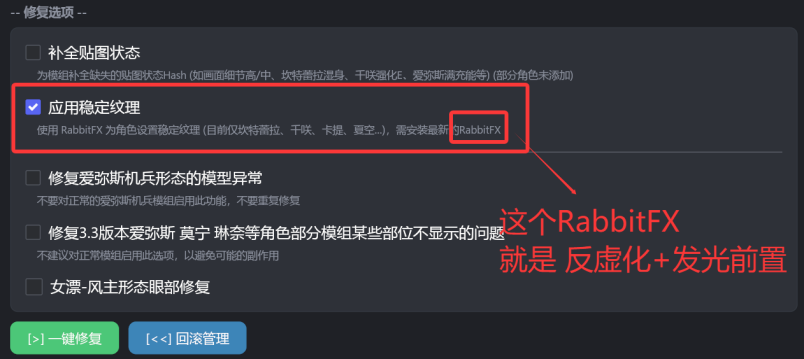 -- 修复选项 --
补全贴图状态
为模组补全缺失的贴图状态Hash (如画面细节高/中、坎特蕾拉湿身、千咲强化E、爱弥斯满充能等) (部分角色未添加)
应用稳定纹理
使用 RabbitFX 为角色设置稳定纹理 (目前仅坎特蕾拉、千咲、卡提、夏空...)，需安装最新的RabbitFX
修复爱弥斯机兵形态的模型异常
不要对正常的爱弥斯机兵模组启用此功能，不要重复修复
修复3.3版本爱弥斯 莫宁 琳奈等角色部分模组某些部位不显示的问题
不建议对正常模组启用此选项，以避免可能的副作用
女漂-风主形态眼部修复
这个RabbitFX
就是 反虚化+发光前置
[>] 一键修复
[<<] 回滚管理